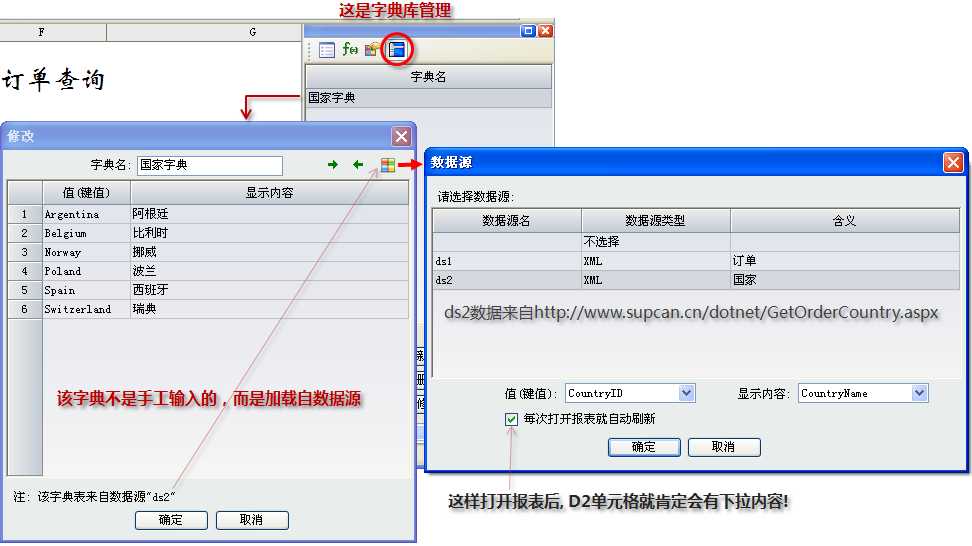 这是字典库管理
F G
订单查询
f(x)
字典名
国家字典
修改
字典名: 国家字典
值(键值) 显示内容
1 Argentina 阿根廷
2 Belgium 比利时
3 Norway 挪威
4 Poland 波兰
5 Spain 西班牙
6 Switzerland 瑞典
该字典不是手工输入的，而是加载自数据源
注: 该字典表来自数据源"ds2"
确定 取消
数据源
请选择数据源:
数据源名 数据源类型 含义
不选择
ds1 XML 订单
ds2 XML 国家
ds2数据来自http://www.supcan.cn/dotnet/GetOrderCountry.aspx
值(键值): CountryID 显示内容: CountryName
每次打开报表就自动刷新
确定 取消
这样打开报表后, D2单元格就肯定会有下拉内容!